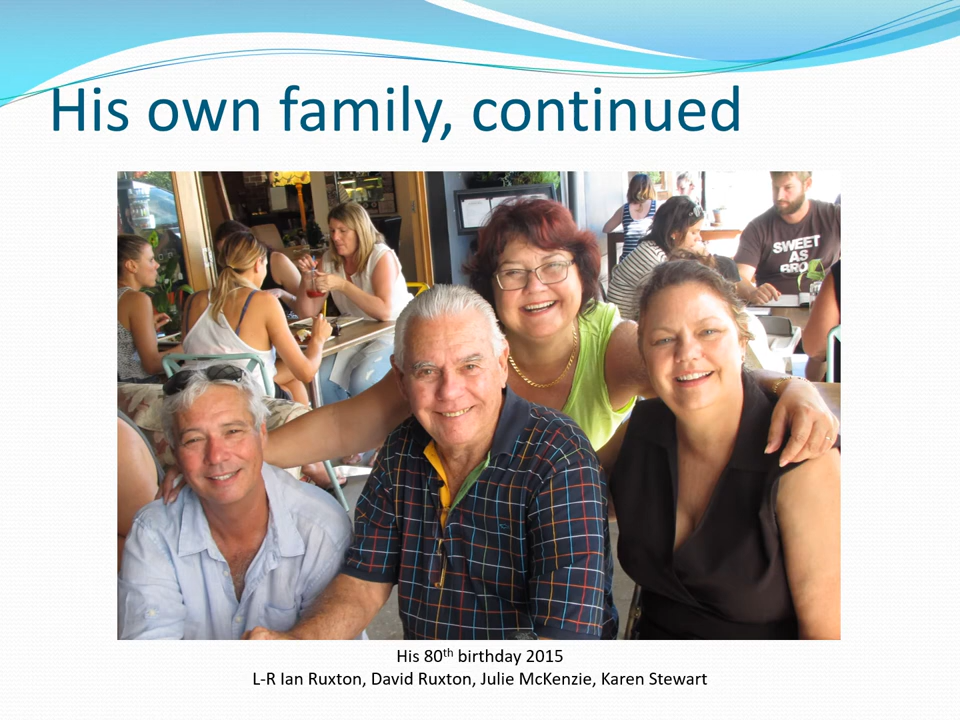 His own family, continued
SWEET
AS
BRO
His 80th birthday 2015
L-R Ian Ruxton, David Ruxton, Julie McKenzie, Karen Stewart